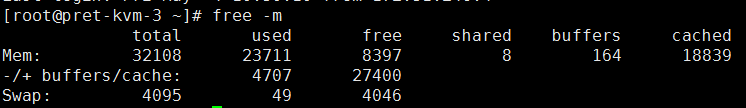 [root@pret-kvm-3 ~]# free -m
total used free shared buffers cached
Mem: 32108 23711 8397 8 164 18839
-/+ buffers/cache: 4707 27400
Swap: 4095 49 4046